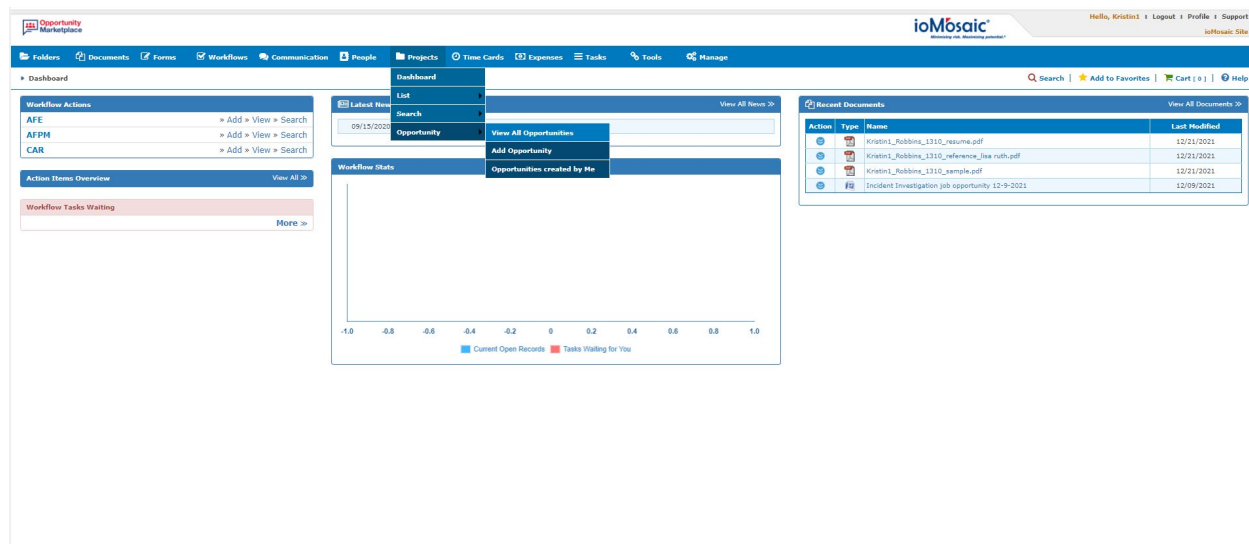 Opportunity
Marketplace
ioMosaic
Minimizing risk. Maximizing potential.
Hello, Kristin1 Logout Profile Support
ioMosaic Site
Folders Documents Forms Workflows Communication People Projects Time Cards Expenses Tasks Tools Manage
Dashboard
Search | Add to Favorites | Cart [ 0 ] | Help
Dashboard
List
Search
Opportunity
View All Opportunities
Add Opportunity
Opportunities created by Me
Workflow Actions
AFE » Add » View » Search
AFPM » Add » View » Search
CAR » Add » View » Search
Action Items Overview View All »
Workflow Tasks Waiting
More »
Latest New View All News »
09/15/2020
Workflow Stats
-1.0 -0.8 -0.6 -0.4 -0.2 0 0.2 0.4 0.6 0.8 1.0
Current Open Records Tasks Waiting for You
Recent Documents View All Documents »
Action Type Name Last Modified
Kristin1_Robbins_1310_resume.pdf 12/21/2021
Kristin1_Robbins_1310_reference_lisa ruth.pdf 12/21/2021
Kristin1_Robbins_1310_sample.pdf 12/21/2021
Incident Investigation job opportunity 12-9-2021 12/09/2021